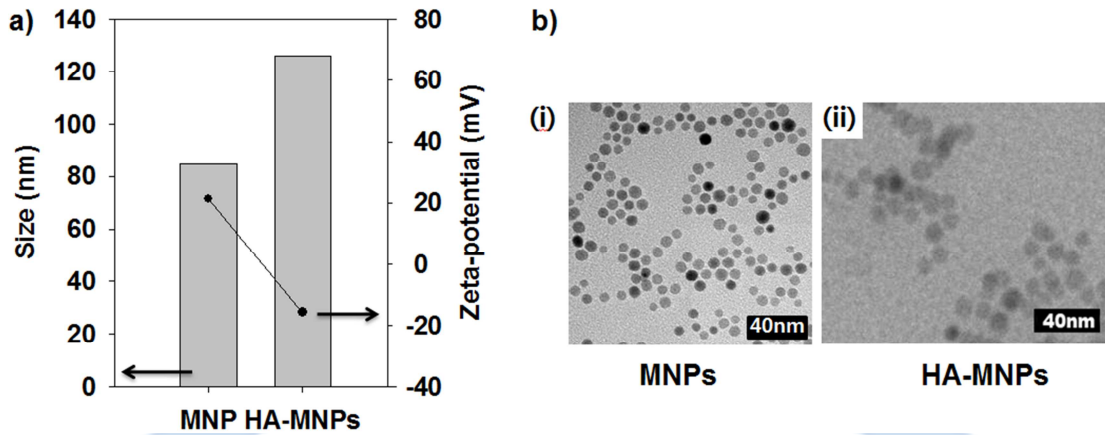 a)
140
120
100
80
60
40
20
0
Size (nm)
80
60
40
20
0
-20
-40
Zeta-potential (mV)
MNP HA-MNPs
b)
(i)
40nm
MNPs
(ii)
40nm
HA-MNPs